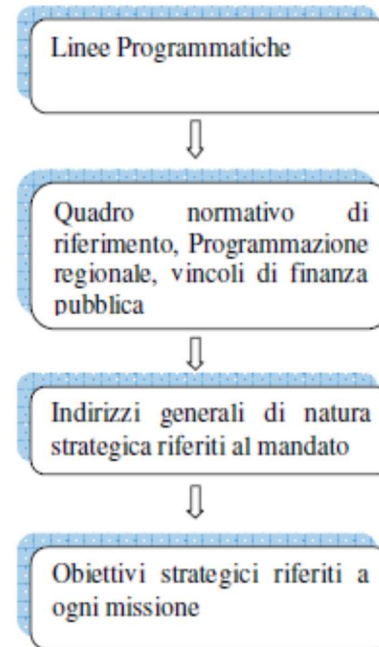 Linee Programmatiche
Quadro normativo di
riferimento, Programmazione
regionale, vincoli di finanza
pubblica
Indirizzi generali di natura
strategica riferiti al mandato
Obiettivi strategici riferiti a
ogni missione